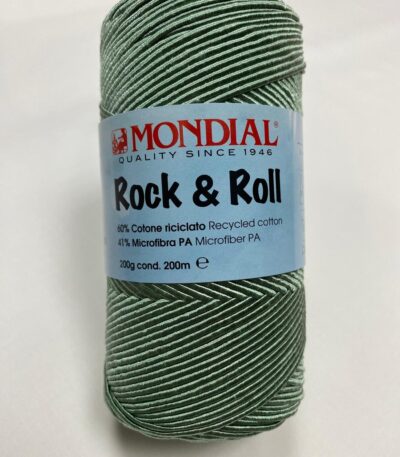 MONDIAL®
QUALITY SINCE 1946
Rock & Roll
60% Cotone riciclato Recycled cotton
41% Microfibra PA Microfiber PA
200g cond. 200m ℮